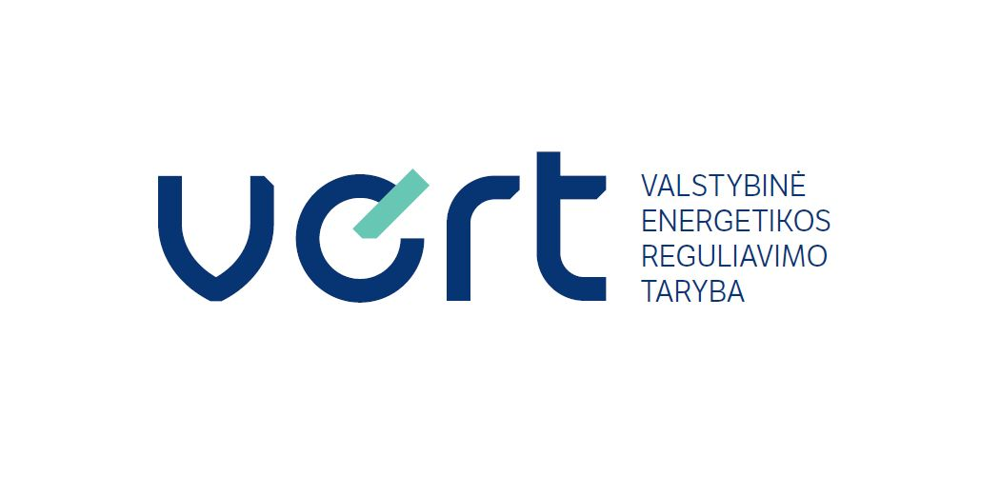 vert
VALSTYBINĖ
ENERGETIKOS
REGULIAVIMO
TARYBA